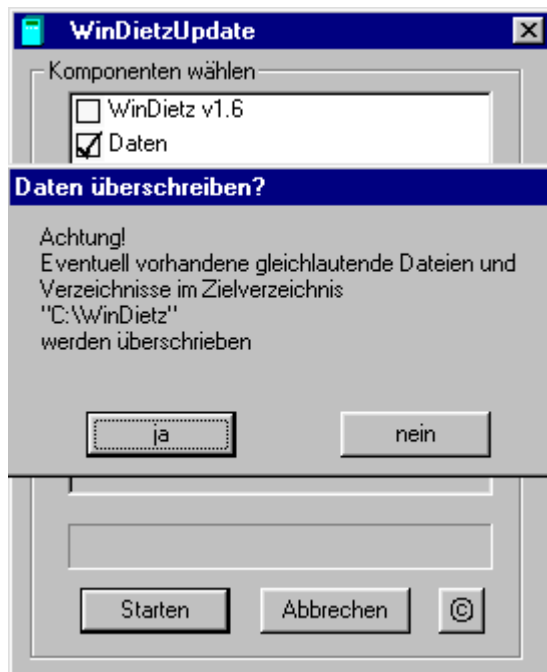 WinDietzUpdate
Komponenten wählen
WinDietz v1.6
Daten
Daten überschreiben?
Achtung!
Eventuell vorhandene gleichlautende Dateien und
Verzeichnisse im Zielverzeichnis
"C:\WinDietz"
werden überschrieben
ja nein
Starten Abbrechen ©